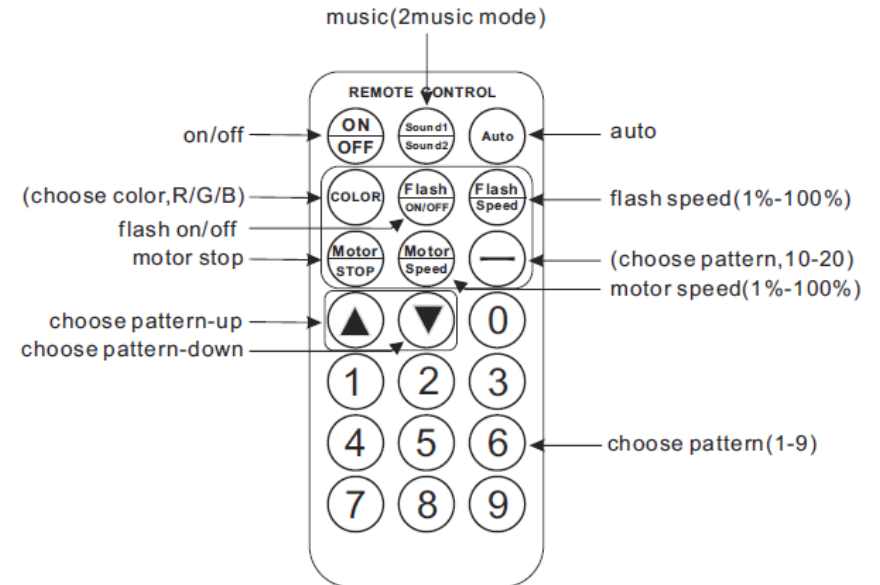 music(2music mode)
REMOTE CONTROL
on/off
ON
OFF
Sound1
Sound2
Auto
auto
(choose color,R/G/B)
COLOR
Flash
ON/OFF
Flash
Speed
flash speed(1%-100%)
flash on/off
motor stop
Motor
STOP
Motor
Speed
—
(choose pattern,10-20)
motor speed(1%-100%)
choose pattern-up
choose pattern-down
▲
▼
0
1
2
3
4
5
6
choose pattern(1-9)
7
8
9